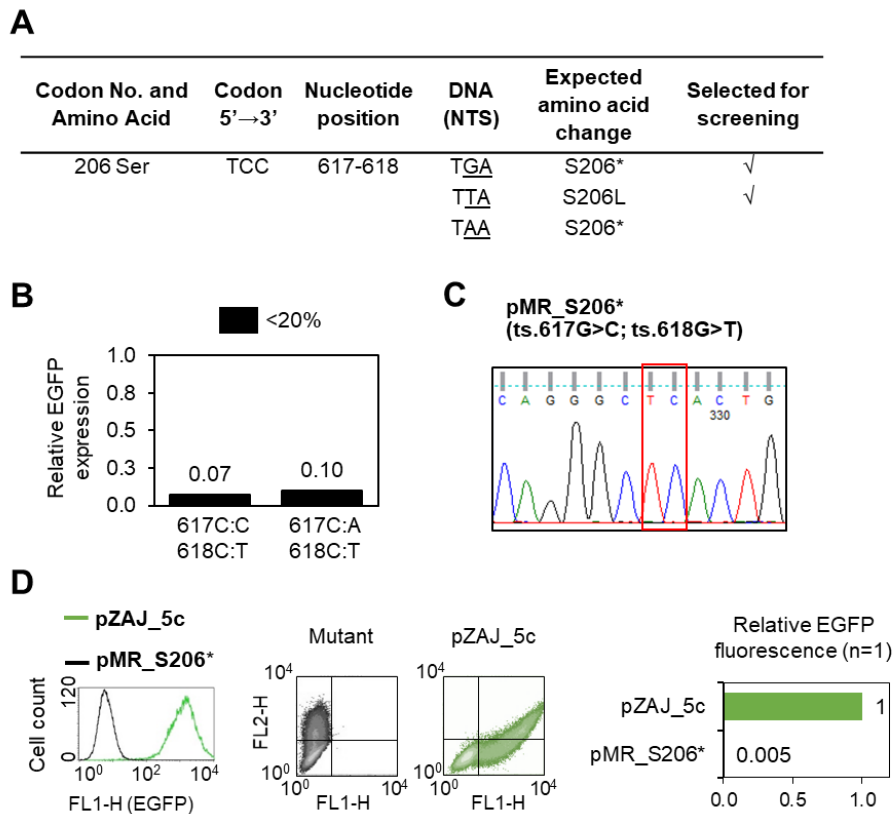 A
Codon No. and Amino Acid Codon 5’→3’ Nucleotide position DNA (NTS) Expected amino acid change Selected for screening
206 Ser TCC 617-618 TGA S206* √
TTA S206L √
TAA S206*
B
<20%
Relative EGFP expression
1.0
0.8
0.5
0.3
0.0
0.07
0.10
617C:C 617C:A
618C:T 618C:T
C
pMR_S206*
(ts.617G>C; ts.618G>T)
C A G G G C T C A C T G
330
D
pZAJ_5c
pMR_S206*
Cell count
120
0
10⁰ 10² 10⁴
FL1-H (EGFP)
Mutant pZAJ_5c
FL2-H
10⁴ 10⁴
10⁰ 10⁰
10⁰ 10⁴ 10⁰ 10⁴
FL1-H FL1-H
Relative EGFP
fluorescence (n=1)
pZAJ_5c 1
pMR_S206* 0.005
0.0 0.5 1.0